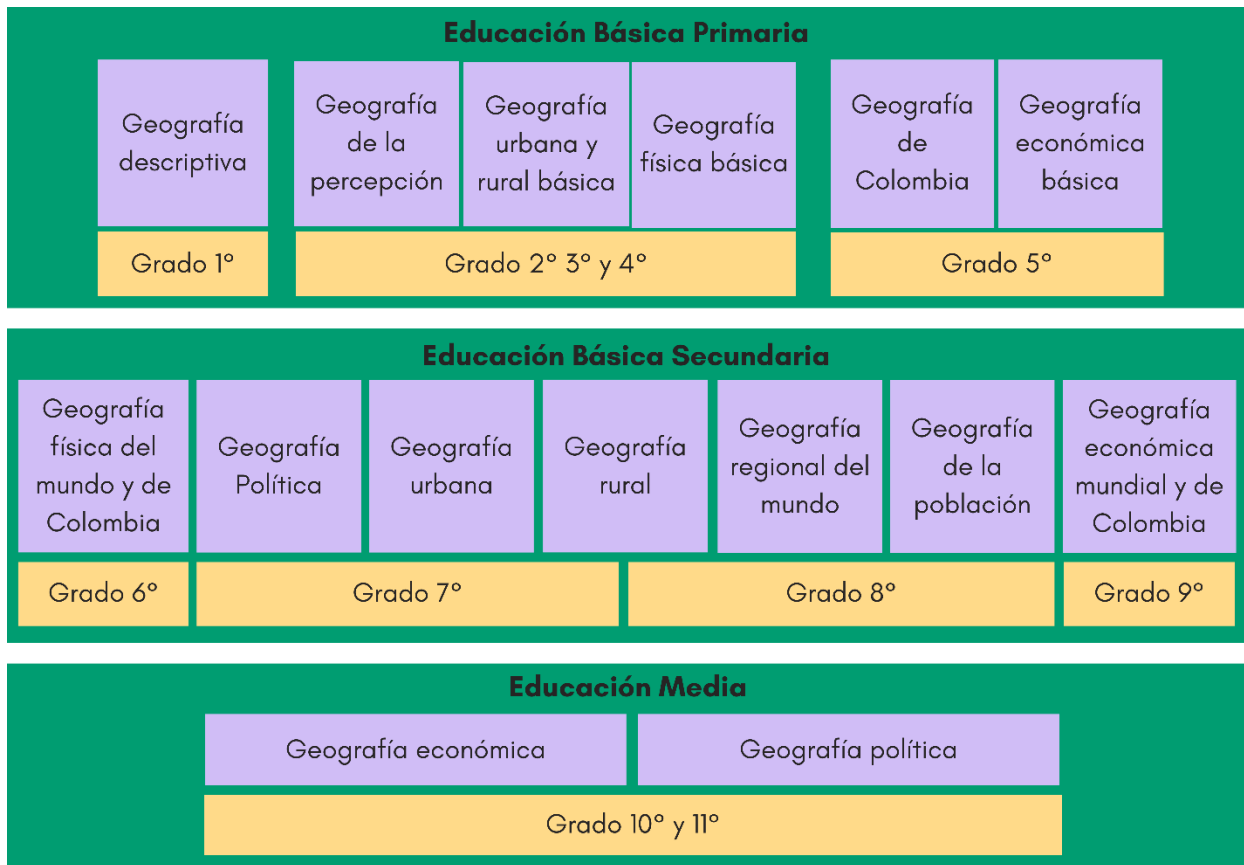 Educación Básica Primaria
Geografía
descriptiva
Geografía
de la
percepción
Geografía
urbana y
rural básica
Geografía
física básica
Geografía
de
Colombia
Geografía
económica
básica
Grado 1°
Grado 2° 3° y 4°
Grado 5°
Educación Básica Secundaria
Geografía
física del
mundo y de
Colombia
Geografía
Política
Geografía
urbana
Geografía
rural
Geografía
regional del
mundo
Geografía
de la
población
Geografía
económica
mundial y de
Colombia
Grado 6°
Grado 7°
Grado 8°
Grado 9°
Educación Media
Geografía económica
Geografía política
Grado 10° y 11°